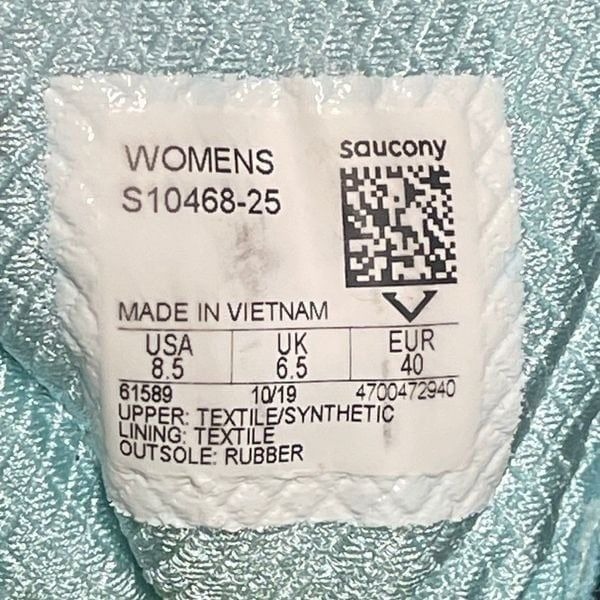 WOMENS
S10468-25
saucony
MADE IN VIETNAM
USA UK EUR
8.5 6.5 40
61589 10/19 4700472940
UPPER: TEXTILE/SYNTHETIC
LINING: TEXTILE
OUTSOLE: RUBBER